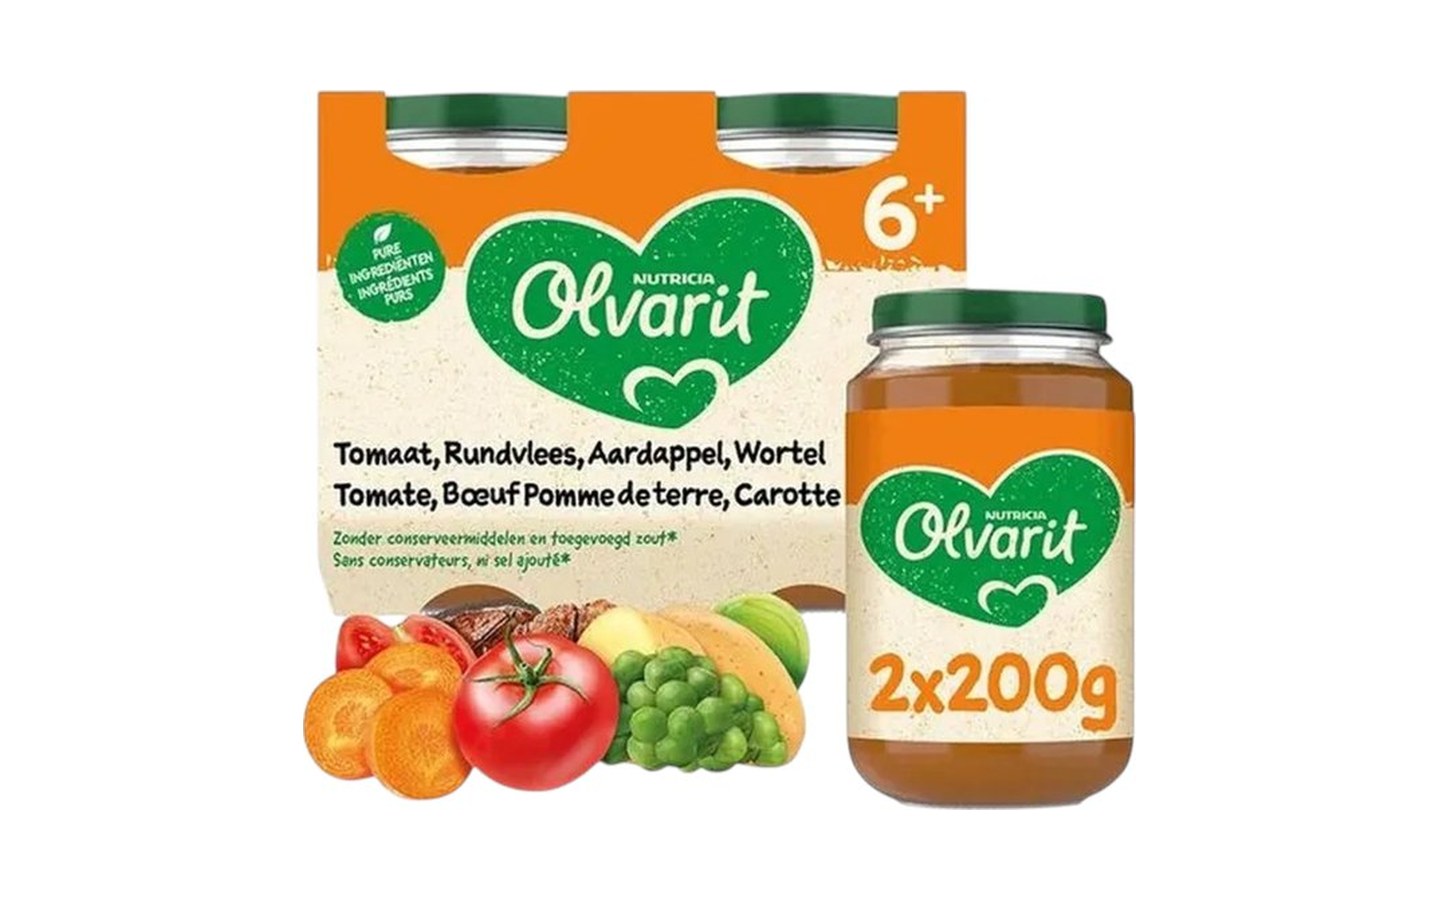 6+
PURE
INGREDIËNTEN
INGRÉDIENTS
PURS
NUTRICIA
Olvarit
Tomaat, Rundvlees, Aardappel, Wortel
Tomate, Bœuf Pomme de terre, Carotte
Zonder conserveermiddelen en toegevoegd zout*
Sans conservateurs, ni sel ajouté*
NUTRICIA
Olvarit
2x200g